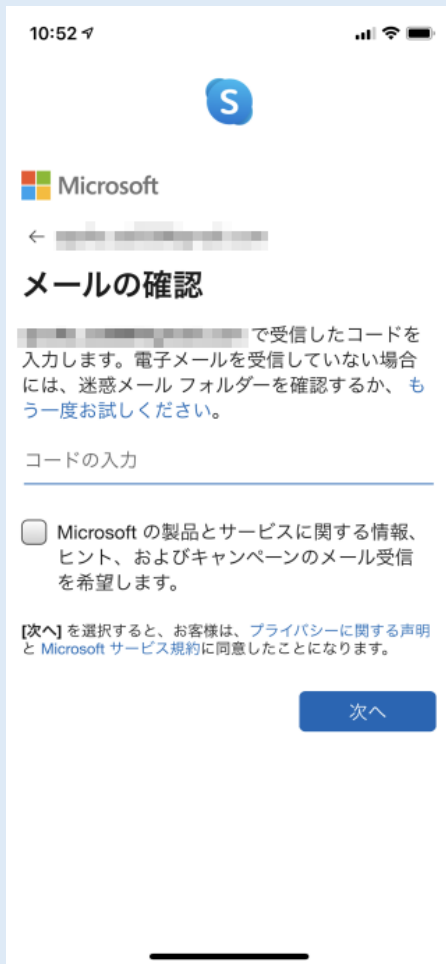 10:52
S
Microsoft
←
メールの確認
で受信したコードを
入力します。電子メールを受信していない場合
には、迷惑メール フォルダーを確認するか、も
う一度お試しください。
コードの入力
Microsoft の製品とサービスに関する情報、
ヒント、およびキャンペーンのメール受信
を希望します。
[次へ] を選択すると、お客様は、プライバシーに関する声明
と Microsoft サービス規約に同意したことになります。
次へ